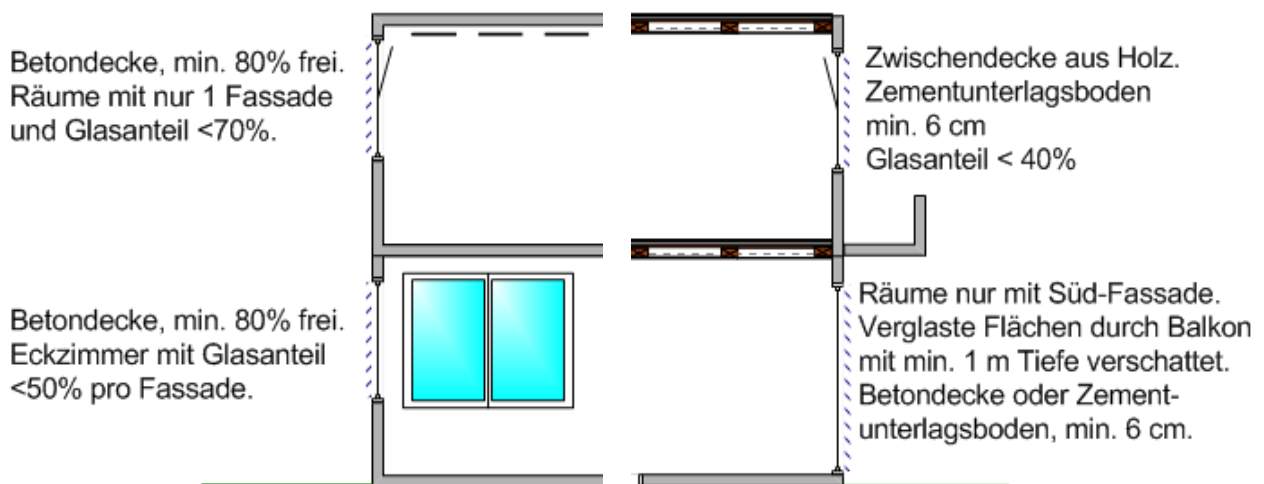 Betondecke, min. 80% frei.
Räume mit nur 1 Fassade
und Glasanteil <70%.
Zwischendecke aus Holz.
Zementunterlagsboden
min. 6 cm
Glasanteil < 40%
Betondecke, min. 80% frei.
Eckzimmer mit Glasanteil
<50% pro Fassade.
Räume nur mit Süd-Fassade.
Verglaste Flächen durch Balkon
mit min. 1 m Tiefe verschattet.
Betondecke oder Zement-
unterlagsboden, min. 6 cm.